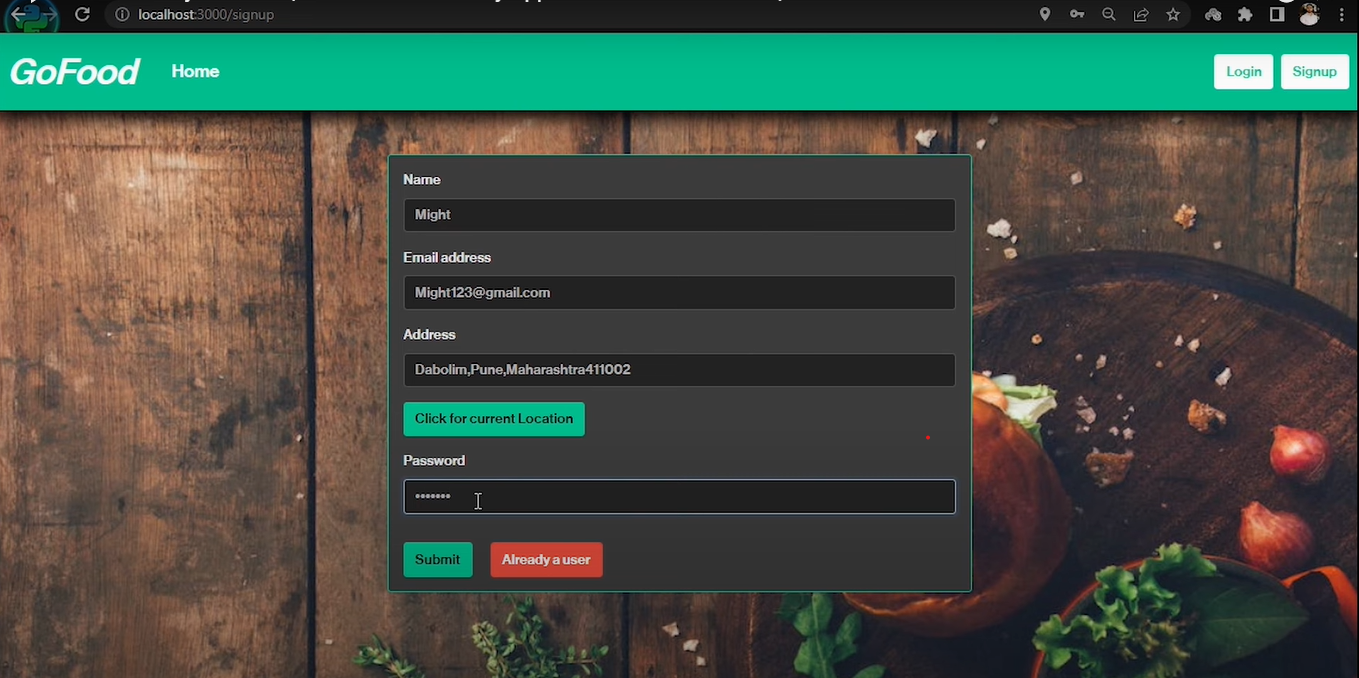 localhost:3000/signup
GoFood Home Login Signup
Name
Might
Email address
Might123@gmail.com
Address
Dabolim,Pune,Maharashtra411002
Click for current Location
Password
•••••••
Submit Already a user